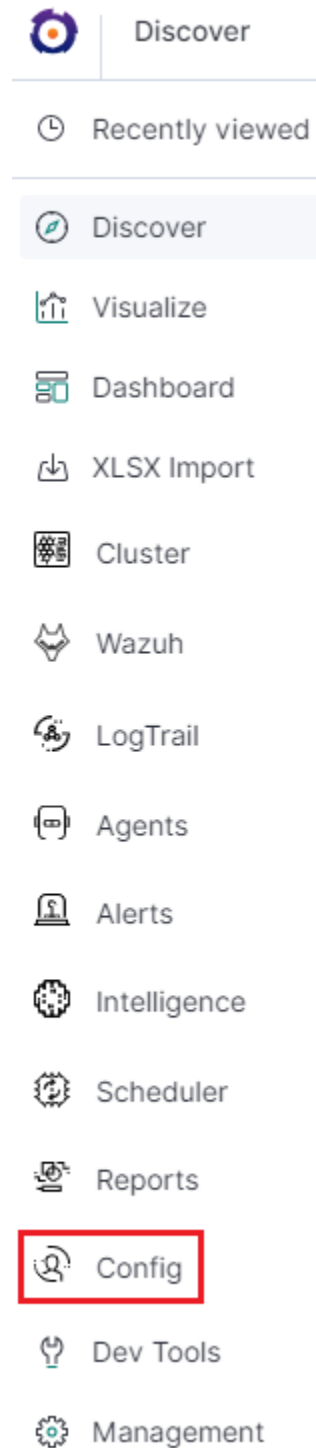 Discover
Recently viewed
Discover
Visualize
Dashboard
XLSX Import
Cluster
Wazuh
LogTrail
Agents
Alerts
Intelligence
Scheduler
Reports
Config
Dev Tools
Management